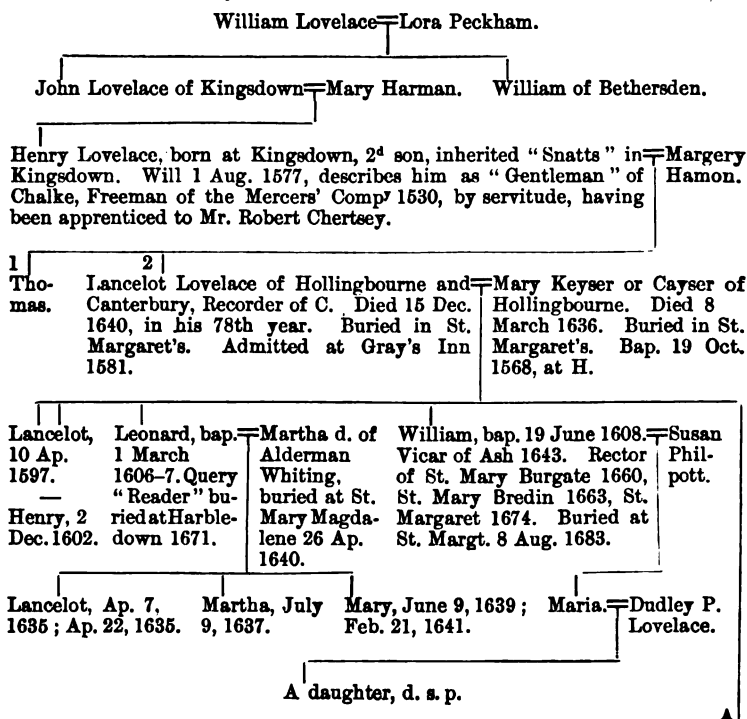 William Lovelace=Lora Peckham.
John Lovelace of Kingsdown=Mary Harman. William of Bethersden.
Henry Lovelace, born at Kingsdown, 2d son, inherited "Snatts" in=
Kingsdown. Will 1 Aug. 1577, describes him as "Gentleman" of
Chalke, Freeman of the Mercers' Compy 1530, by servitude, having
been apprenticed to Mr. Robert Chertsey.
Margery
Hamon.
1
Tho-
mas.
2
Lancelot Lovelace of Hollingbourne and=
Canterbury, Recorder of C. Died 15 Dec.
1640, in his 78th year. Buried in St.
Margaret's. Admitted at Gray's Inn
1581.
Mary Keyser or Cayser of
Hollingbourne. Died 8
March 1636. Buried in St.
Margaret's. Bap. 19 Oct.
1568, at H.
Lancelot,
10 Ap.
1597.
—
Henry, 2
Dec. 1602.
Leonard, bap.=
1 March
1606-7. Query
"Reader" bu-
ried at Harble-
down 1671.
Martha d. of
Alderman
Whiting,
buried at St.
Mary Magda-
lene 26 Ap.
1640.
William, bap. 19 June 1608.=
Vicar of Ash 1643. Rector
of St. Mary Burgate 1660,
St. Mary Bredin 1663, St.
Margaret 1674. Buried at
St. Margt. 8 Aug. 1683.
Susan
Phil-
pott.
Lancelot, Ap. 7,
1635; Ap. 22, 1635.
Martha, July
9, 1637.
Mary, June 9, 1639;
Feb. 21, 1641.
Maria.=Dudley P.
Lovelace.
A daughter, d. s. p.
A